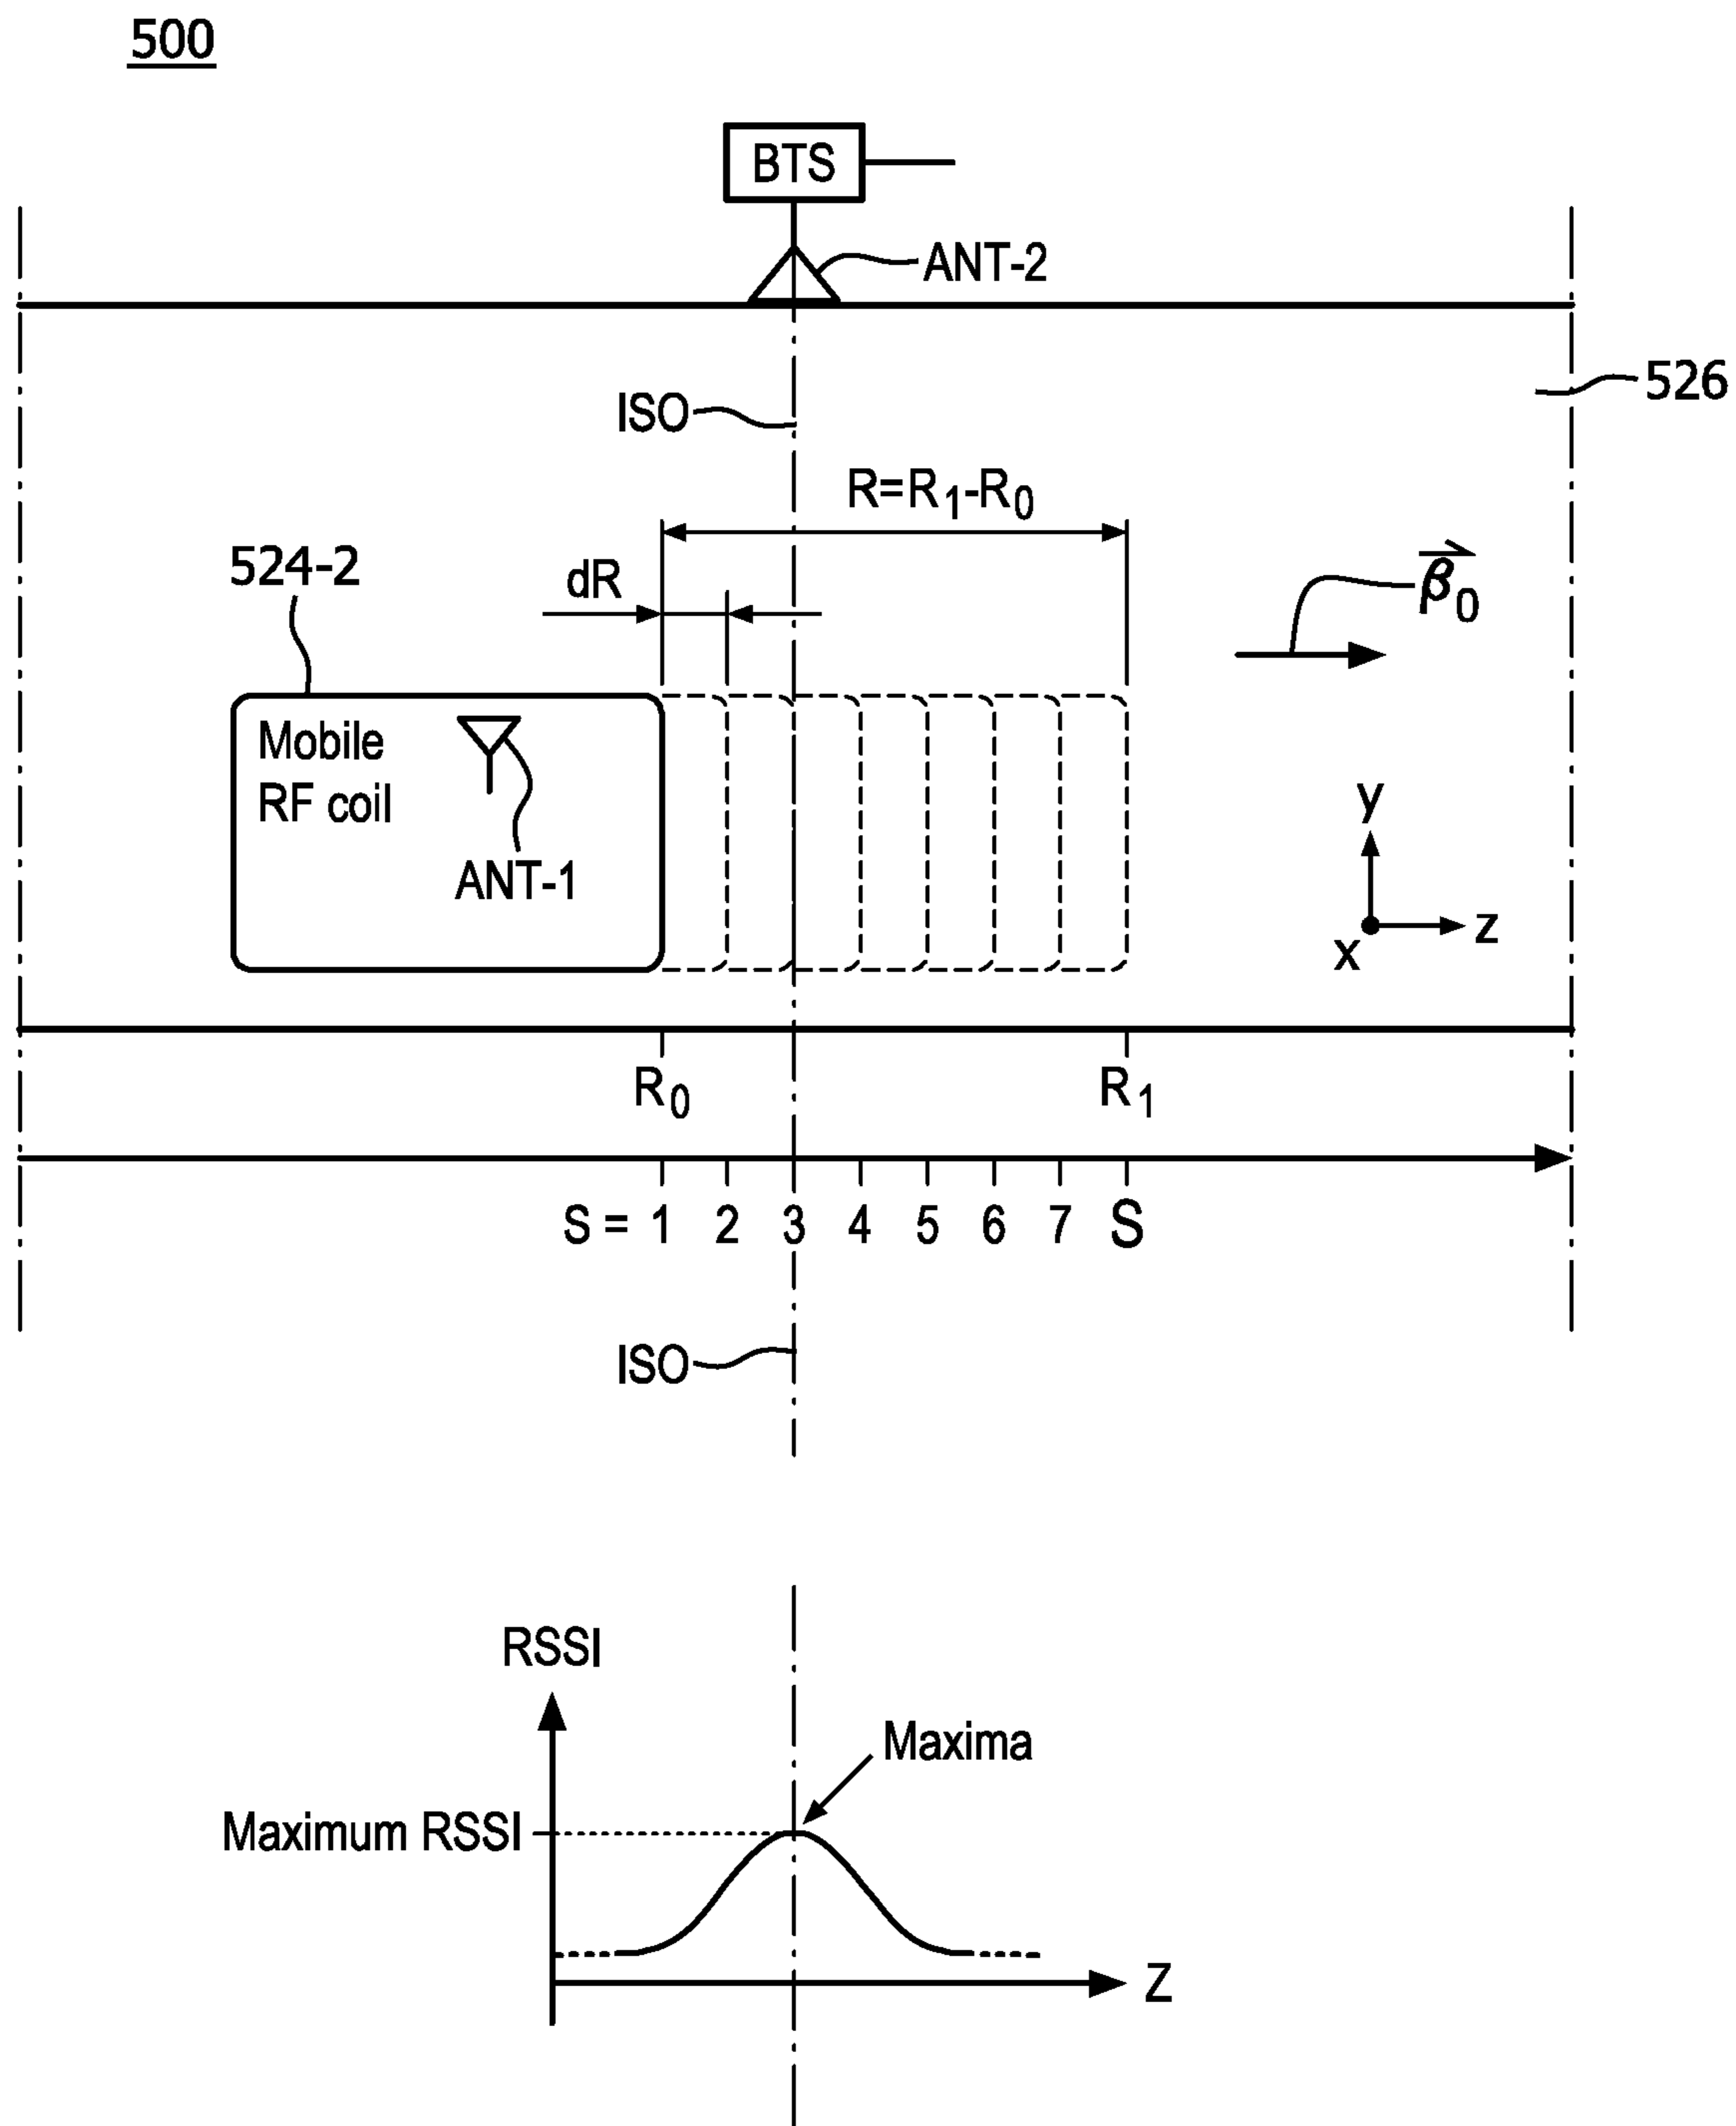 500
BTS
ANT-2
526
ISO
R=R₁-R₀
524-2
dR
β₀
Mobile
RF coil
ANT-1
y
x
z
R₀
R₁
S = 1 2 3 4 5 6 7 S
ISO
RSSI
Maxima
Maximum RSSI
Z